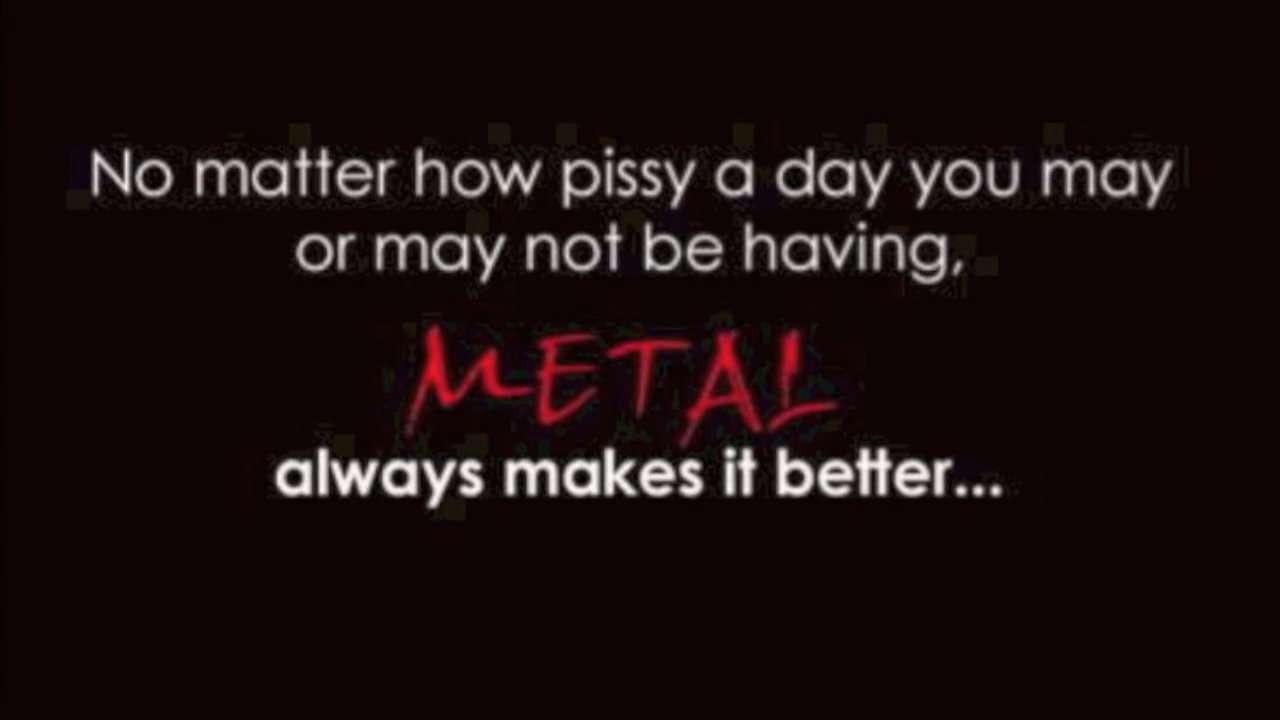 No matter how pissy a day you may
or may not be having,
METAL
always makes it better...